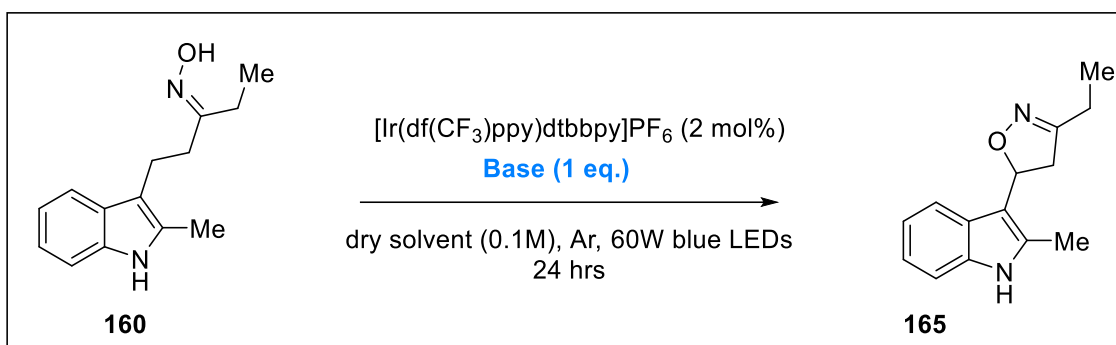 OH
N
Me
Me
N
H
160
[Ir(df(CF₃)ppy)dtbbpy]PF₆ (2 mol%)
Base (1 eq.)
dry solvent (0.1M), Ar, 60W blue LEDs
24 hrs
Me
N
O
Me
N
H
165